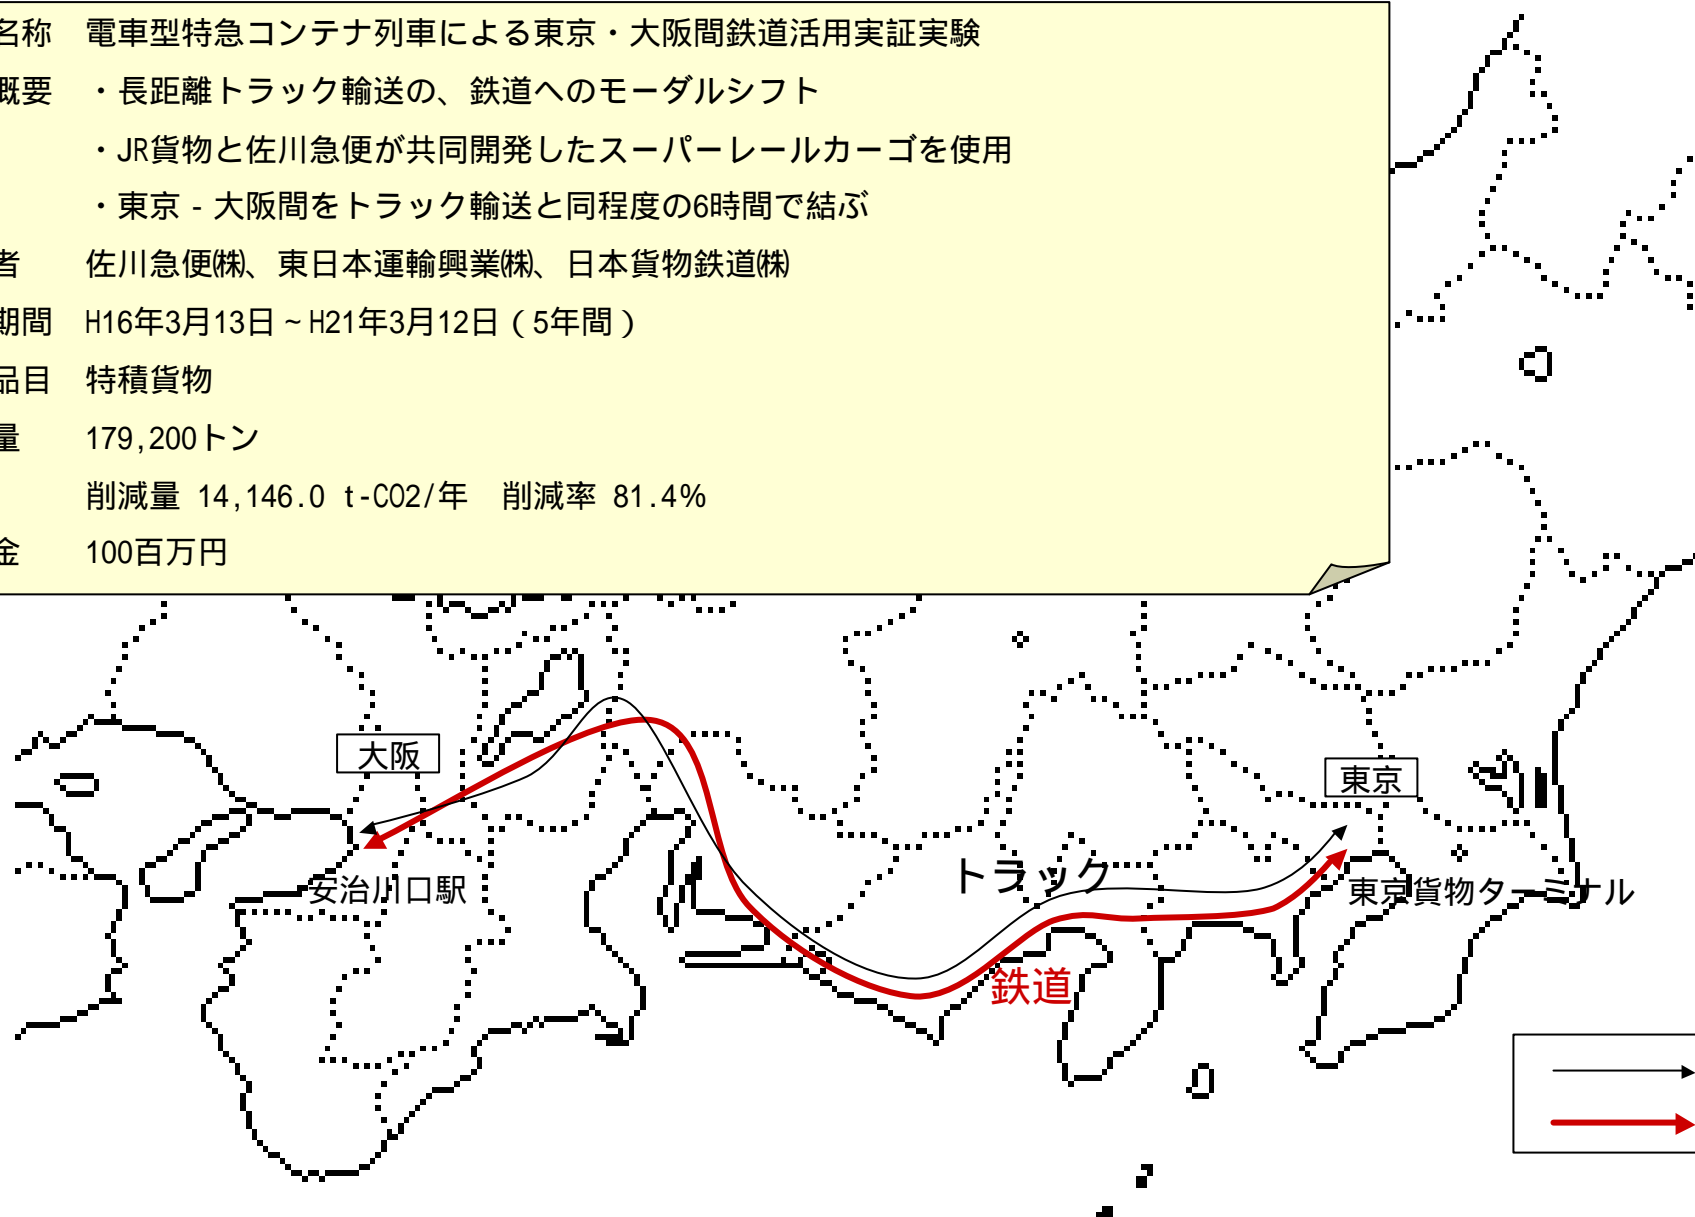 名称 電車型特急コンテナ列車による東京・大阪間鉄道活用実証実験
概要 ・長距離トラック輸送の、鉄道へのモーダルシフト
・JR貨物と佐川急便が共同開発したスーパーレールカーゴを使用
・東京 - 大阪間をトラック輸送と同程度の6時間で結ぶ
者 佐川急便㈱、東日本運輸興業㈱、日本貨物鉄道㈱
期間 H16年3月13日~H21年3月12日(5年間)
品目 特積貨物
量 179,200トン
削減量 14,146.0 t-CO2/年 削減率 81.4%
金 100百万円
大阪
東京
トラック
安治川口駅
東京貨物ターミナル
鉄道